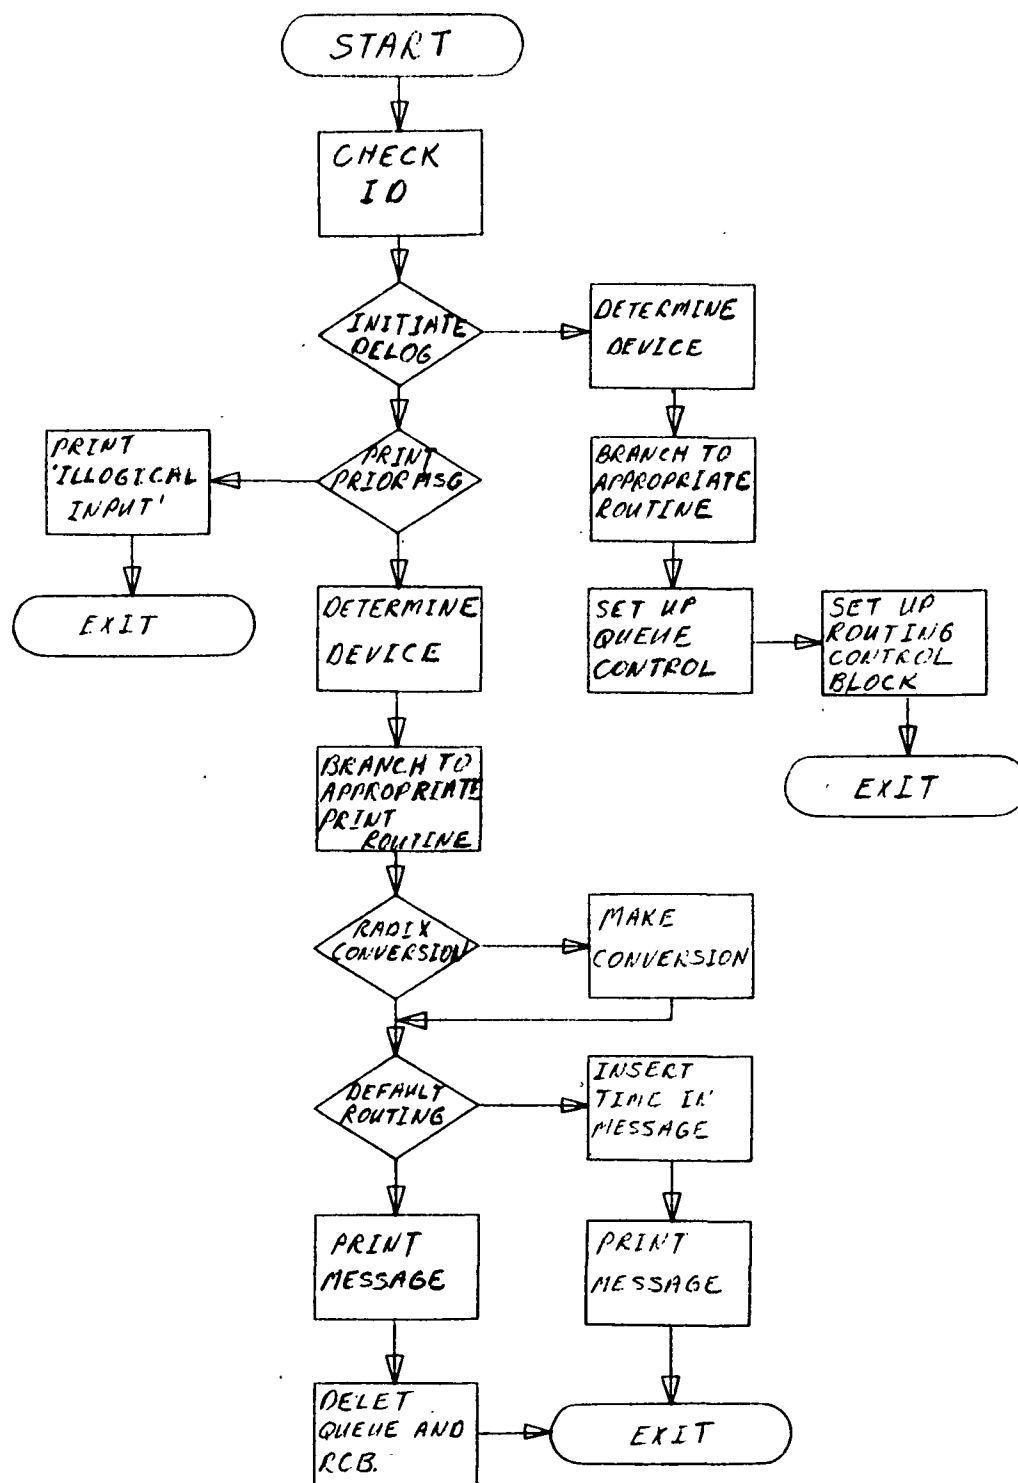 START
CHECK
ID
INITIATE
DELOG
DETERMINE
DEVICE
PRINT
'ILLOGICAL
INPUT'
PRINT
PRIOR MSG
BRANCH TO
APPROPRIATE
ROUTINE
EXIT
DETERMINE
DEVICE
SET UP
QUEUE
CONTROL
SET UP
ROUTING
CONTROL
BLOCK
BRANCH TO
APPROPRIATE
PRINT
ROUTINE
EXIT
RADIX
CONVERSION
MAKE
CONVERSION
DEFAULT
ROUTING
INSERT
TIME IN
MESSAGE
PRINT
MESSAGE
PRINT
MESSAGE
DELET
QUEUE AND
RCB.
EXIT